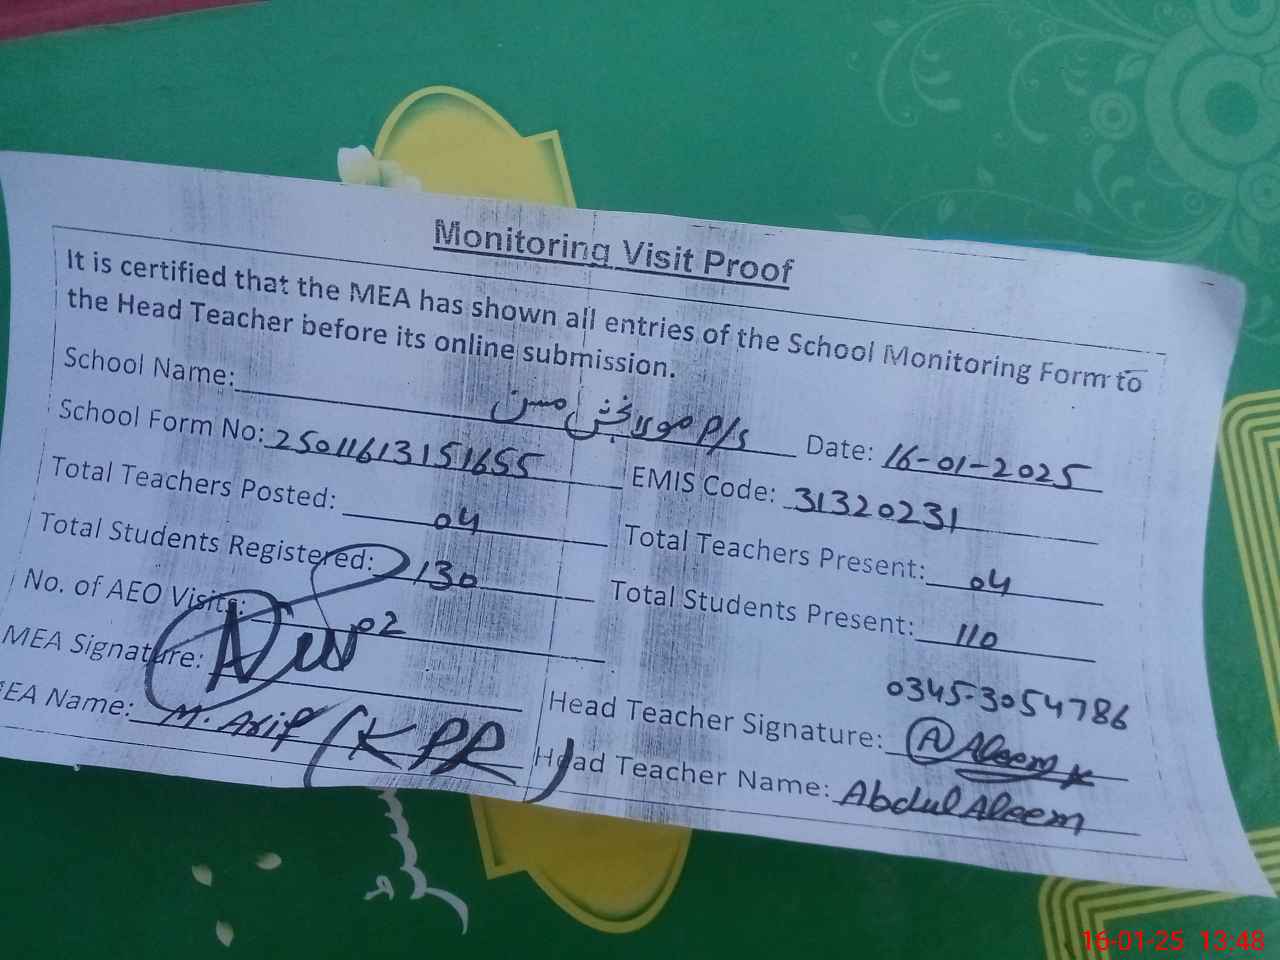 Monitoring Visit Proof
It is certified that the MEA has shown all entries of the School Monitoring Form to
the Head Teacher before its online submission.
School Name: P/S مولا بخش مسن Date: 16-01-2025
School Form No: 25011613151655 EMIS Code: 31320231
Total Teachers Posted: 04 Total Teachers Present: 04
Total Students Registered: 130 Total Students Present: 110
No. of AEO Visits: 02
0345-3054786
MEA Signature: Head Teacher Signature: Aleem
EA Name: M. Arif (KPR) Head Teacher Name: Abdul Aleem
16-01-25 13:48